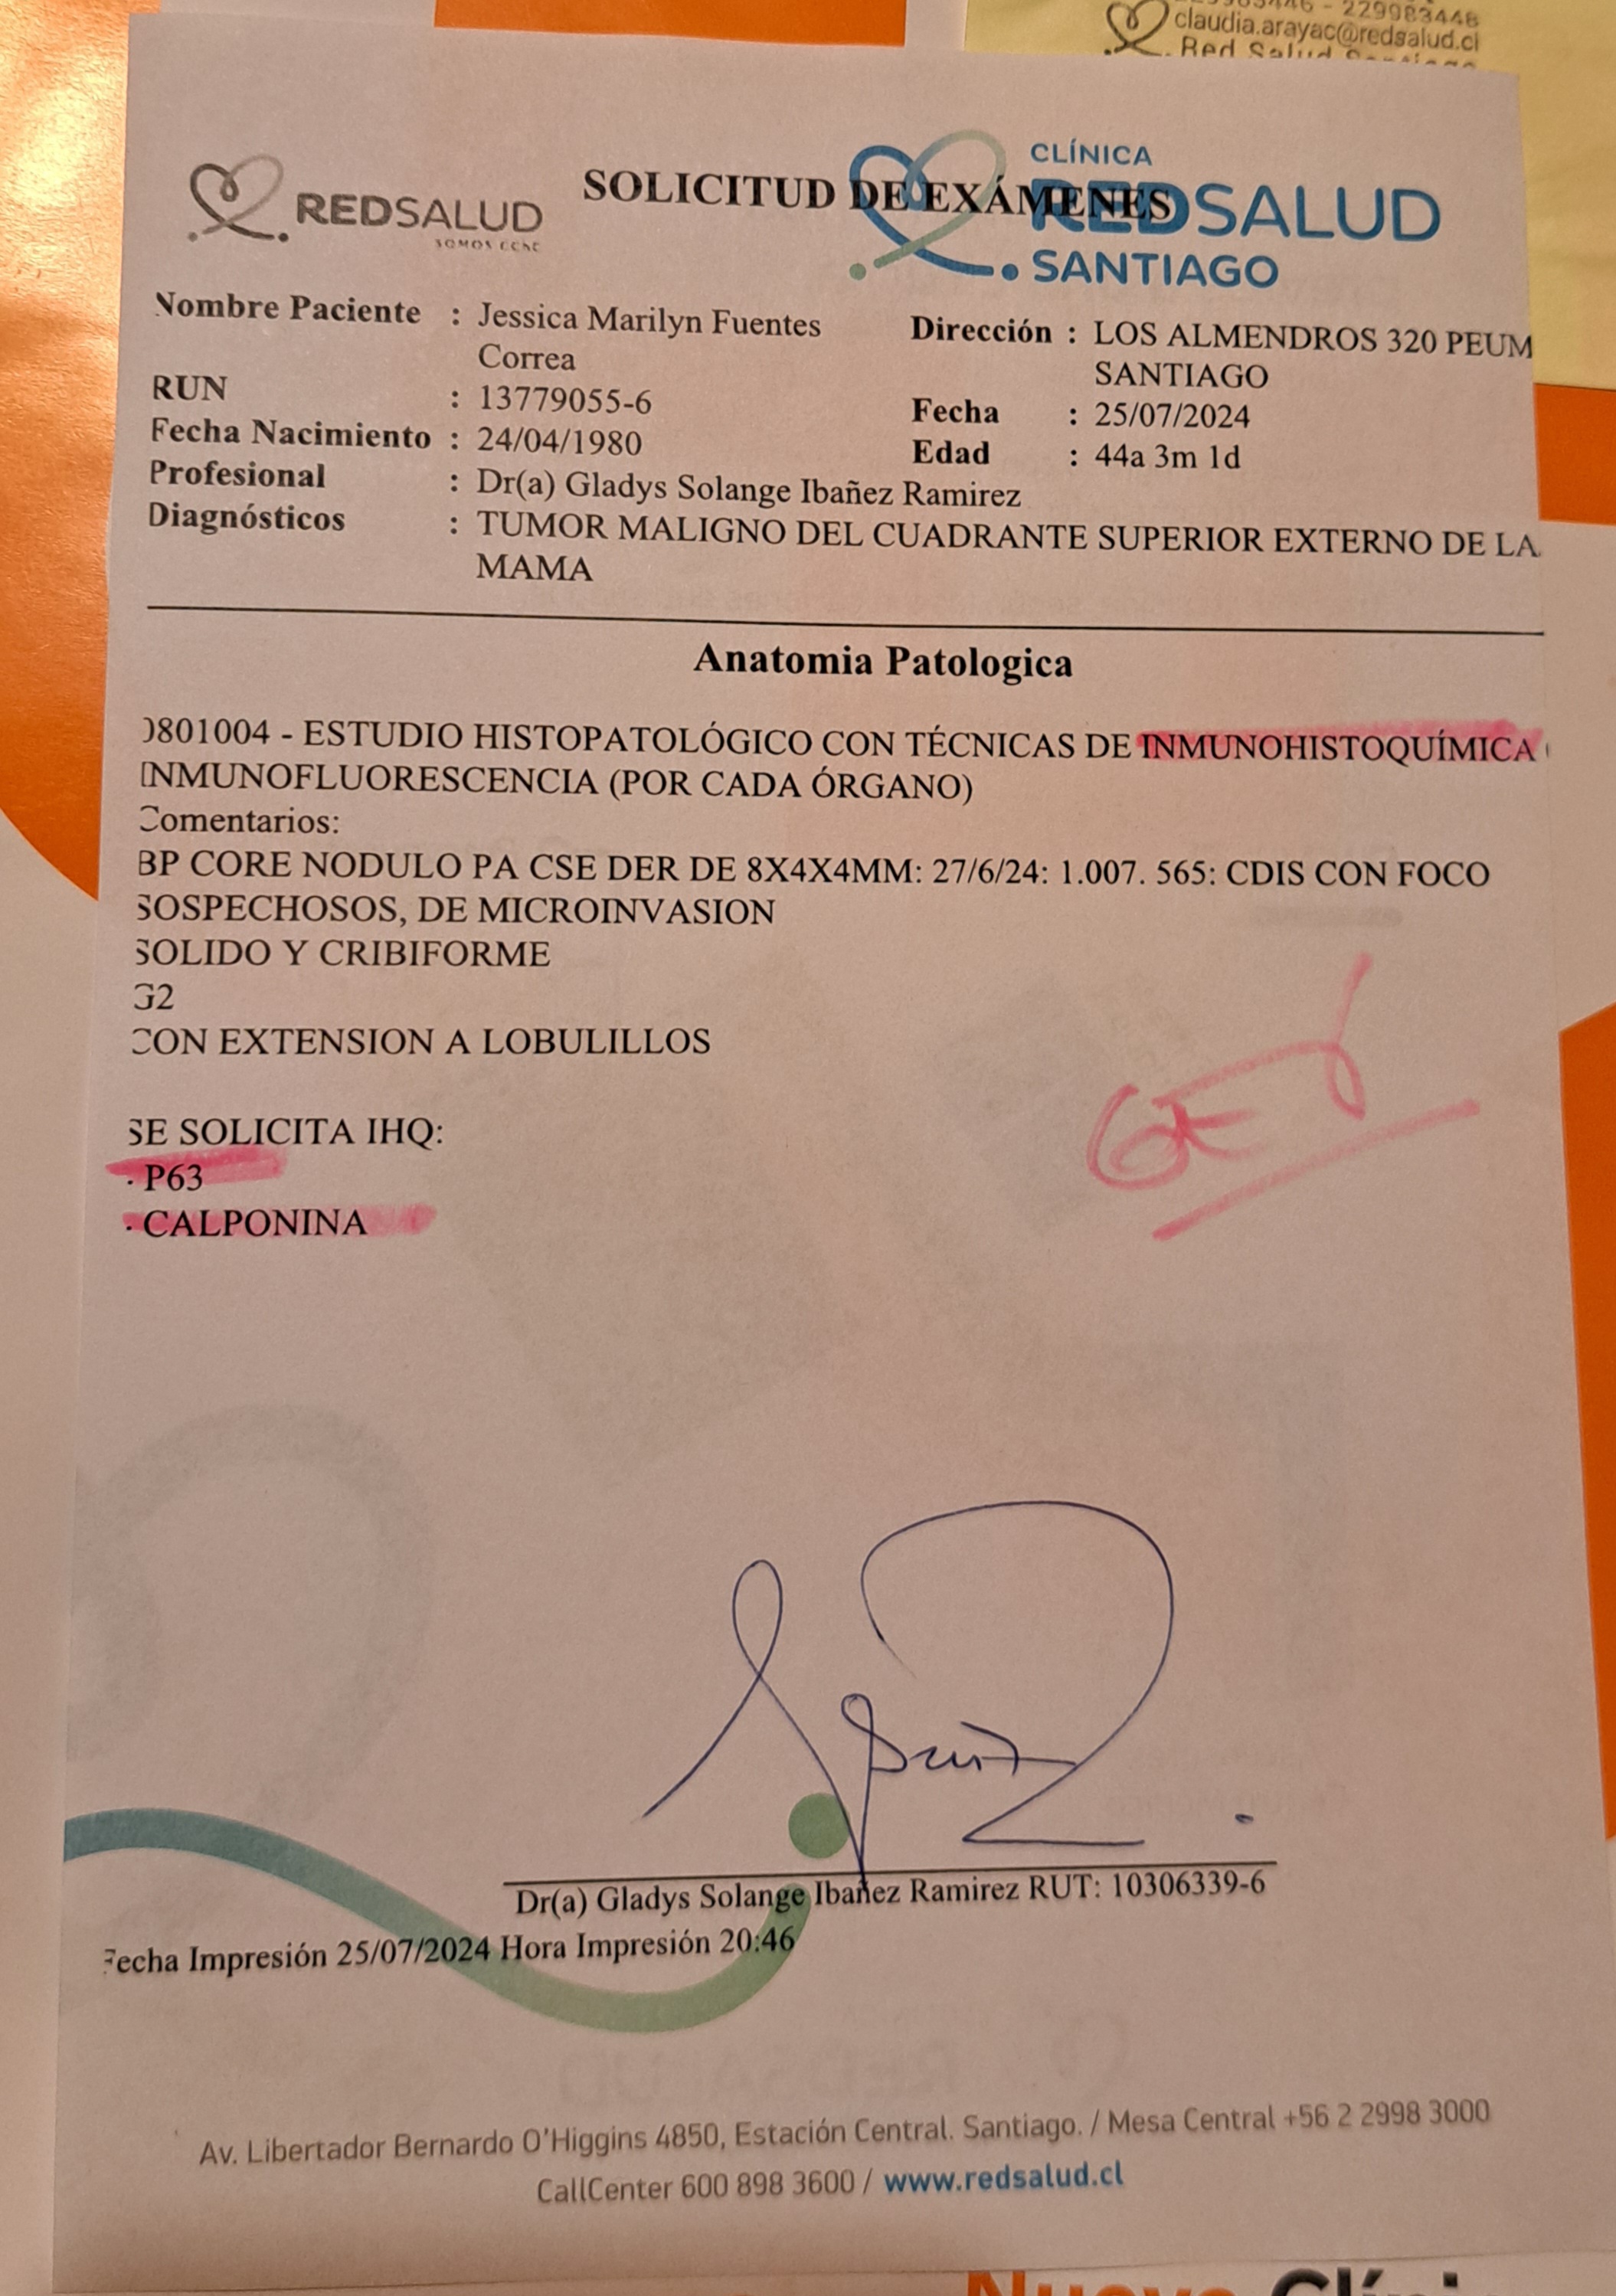 229983448
claudia.arayac@redsalud.cl
Red Salud Santiago
REDSALUD
SOMOS CChC
SOLICITUD DE EXÁMENES
CLÍNICA
REDSALUD
SANTIAGO
Nombre Paciente : Jessica Marilyn Fuentes
Correa
Dirección : LOS ALMENDROS 320 PEUM
SANTIAGO
RUN : 13779055-6
Fecha : 25/07/2024
Fecha Nacimiento : 24/04/1980
Edad : 44a 3m 1d
Profesional : Dr(a) Gladys Solange Ibañez Ramirez
Diagnósticos : TUMOR MALIGNO DEL CUADRANTE SUPERIOR EXTERNO DE LA
MAMA
Anatomia Patologica
0801004 - ESTUDIO HISTOPATOLÓGICO CON TÉCNICAS DE INMUNOHISTOQUÍMICA
INMUNOFLUORESCENCIA (POR CADA ÓRGANO)
Comentarios:
BP CORE NODULO PA CSE DER DE 8X4X4MM: 27/6/24: 1.007. 565: CDIS CON FOCO
SOSPECHOSOS, DE MICROINVASION
SOLIDO Y CRIBIFORME
G2
CON EXTENSION A LOBULILLOS
SE SOLICITA IHQ:
- P63
- CALPONINA
Dr(a) Gladys Solange Ibañez Ramirez RUT: 10306339-6
Fecha Impresión 25/07/2024 Hora Impresión 20:46
Av. Libertador Bernardo O'Higgins 4850, Estación Central. Santiago. / Mesa Central +56 2 2998 3000
CallCenter 600 898 3600 / www.redsalud.cl